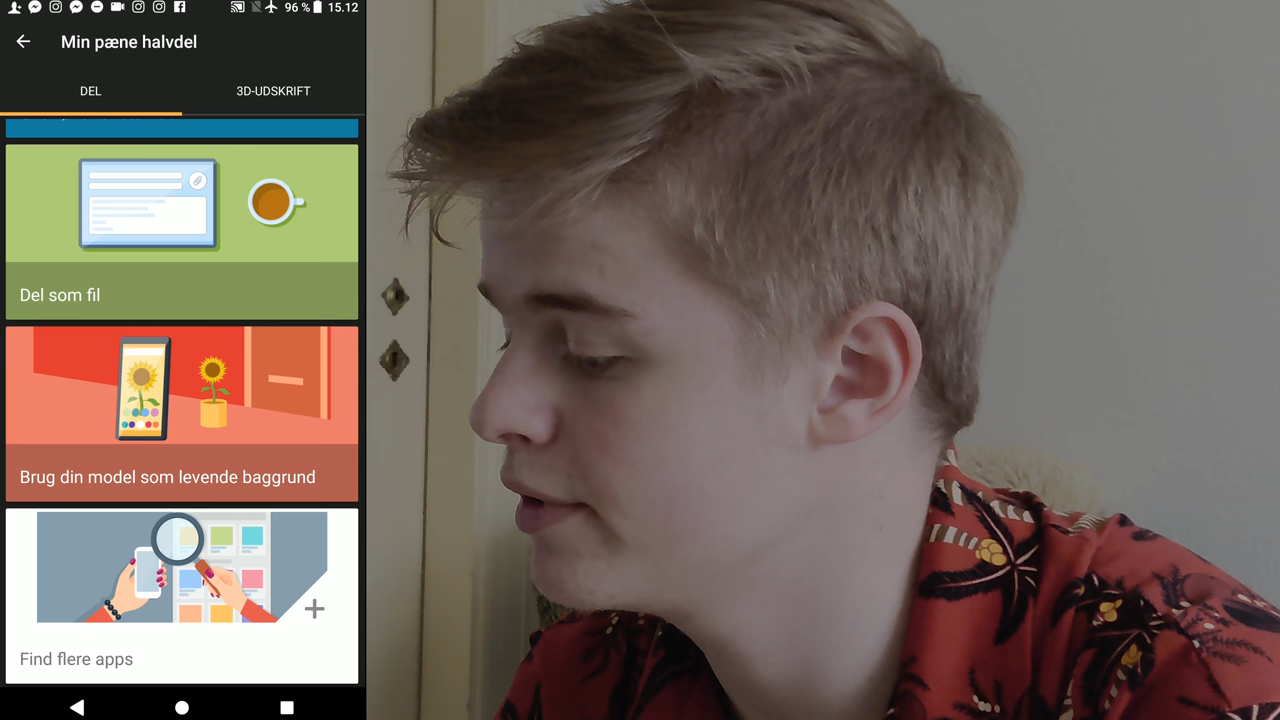 96 % 15.12
Min pæne halvdel
DEL
3D-UDSKRIFT
Del som fil
Brug din model som levende baggrund
Find flere apps